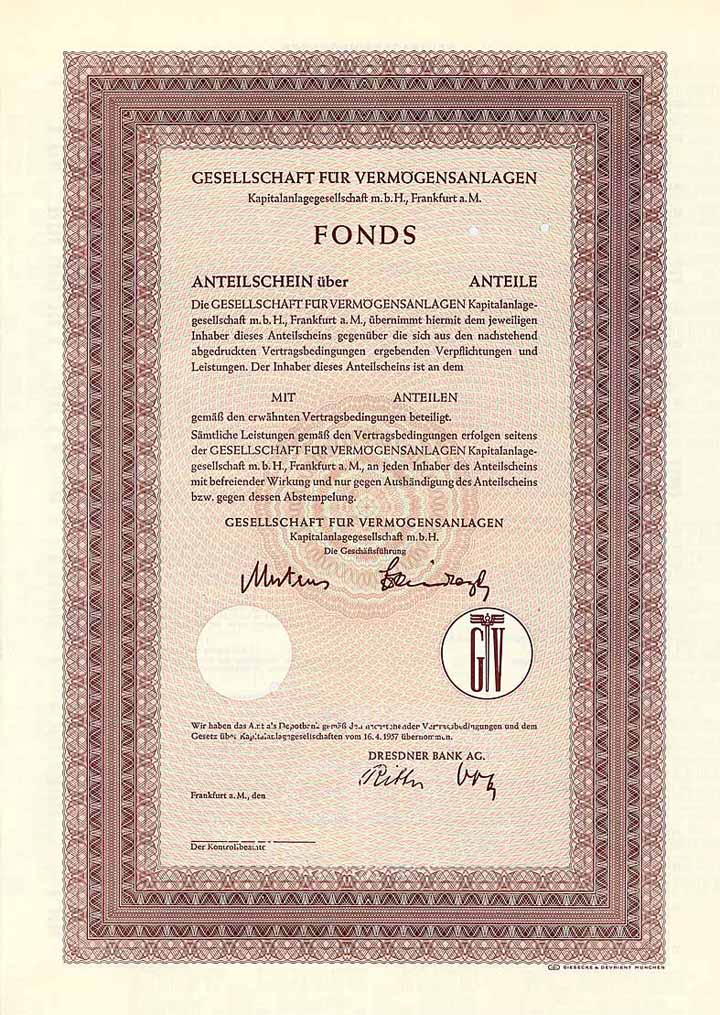 GESELLSCHAFT FÜR VERMÖGENSANLAGEN
Kapitalanlagegesellschaft m. b. H., Frankfurt a. M.
FONDS
ANTEILSCHEIN über ANTEILE
Die GESELLSCHAFT FÜR VERMÖGENSANLAGEN Kapitalanlage-
gesellschaft m. b. H., Frankfurt a. M., übernimmt hiermit dem jeweiligen
Inhaber dieses Anteilscheins gegenüber die sich aus den nachstehend
abgedruckten Vertragsbedingungen ergebenden Verpflichtungen und
Leistungen. Der Inhaber dieses Anteilscheins ist an dem
MIT ANTEILEN
gemäß den erwähnten Vertragsbedingungen beteiligt.
Sämtliche Leistungen gemäß den Vertragsbedingungen erfolgen seitens
der GESELLSCHAFT FÜR VERMÖGENSANLAGEN Kapitalanlage-
gesellschaft m. b. H., Frankfurt a. M., an jeden Inhaber des Anteilscheins
mit befreiender Wirkung und nur gegen Aushändigung des Anteilscheins
bzw. gegen dessen Abstempelung.
GESELLSCHAFT FÜR VERMÖGENSANLAGEN
Kapitalanlagegesellschaft m. b. H.
Die Geschäftsführung
GfV
Wir haben das Amt als Depotbank gemäß den Vertragsbedingungen und dem
Gesetz über Kapitalanlagegesellschaften vom 16. 4. 1957 übernommen.
DRESDNER BANK AG.
Frankfurt a. M., den
Der Kontrollbeamte
GD GIESECKE & DEVRIENT MÜNCHEN